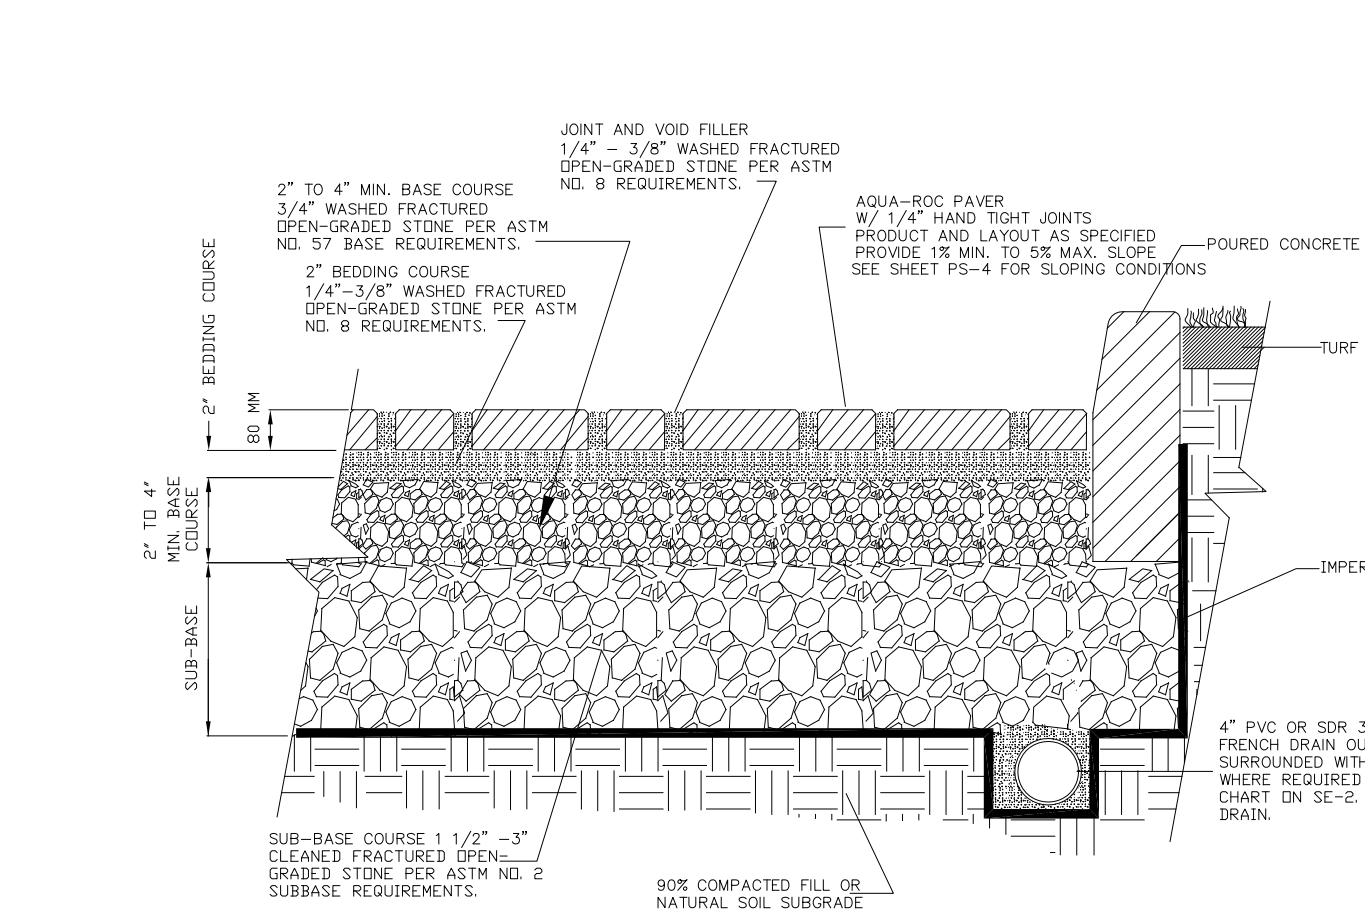 JOINT AND VOID FILLER
1/4" - 3/8" WASHED FRACTURED
OPEN-GRADED STONE PER ASTM
NO. 8 REQUIREMENTS.
2" TO 4" MIN. BASE COURSE
3/4" WASHED FRACTURED
OPEN-GRADED STONE PER ASTM
NO. 57 BASE REQUIREMENTS.
AQUA-ROC PAVER
W/ 1/4" HAND TIGHT JOINTS
PRODUCT AND LAYOUT AS SPECIFIED
PROVIDE 1% MIN. TO 5% MAX. SLOPE
SEE SHEET PS-4 FOR SLOPING CONDITIONS
POURED CONCRETE
2" BEDDING COURSE
1/4"-3/8" WASHED FRACTURED
OPEN-GRADED STONE PER ASTM
NO. 8 REQUIREMENTS.
2" BEDDING COURSE
80 MM
TURF
2" TO 4"
MIN. BASE
COURSE
IMPER
SUB-BASE
4" PVC OR SDR 3
FRENCH DRAIN OU
SURROUNDED WITH
WHERE REQUIRED
CHART ON SE-2.
DRAIN.
SUB-BASE COURSE 1 1/2" -3"
CLEANED FRACTURED OPEN-
GRADED STONE PER ASTM NO. 2
SUBBASE REQUIREMENTS.
90% COMPACTED FILL OR
NATURAL SOIL SUBGRADE